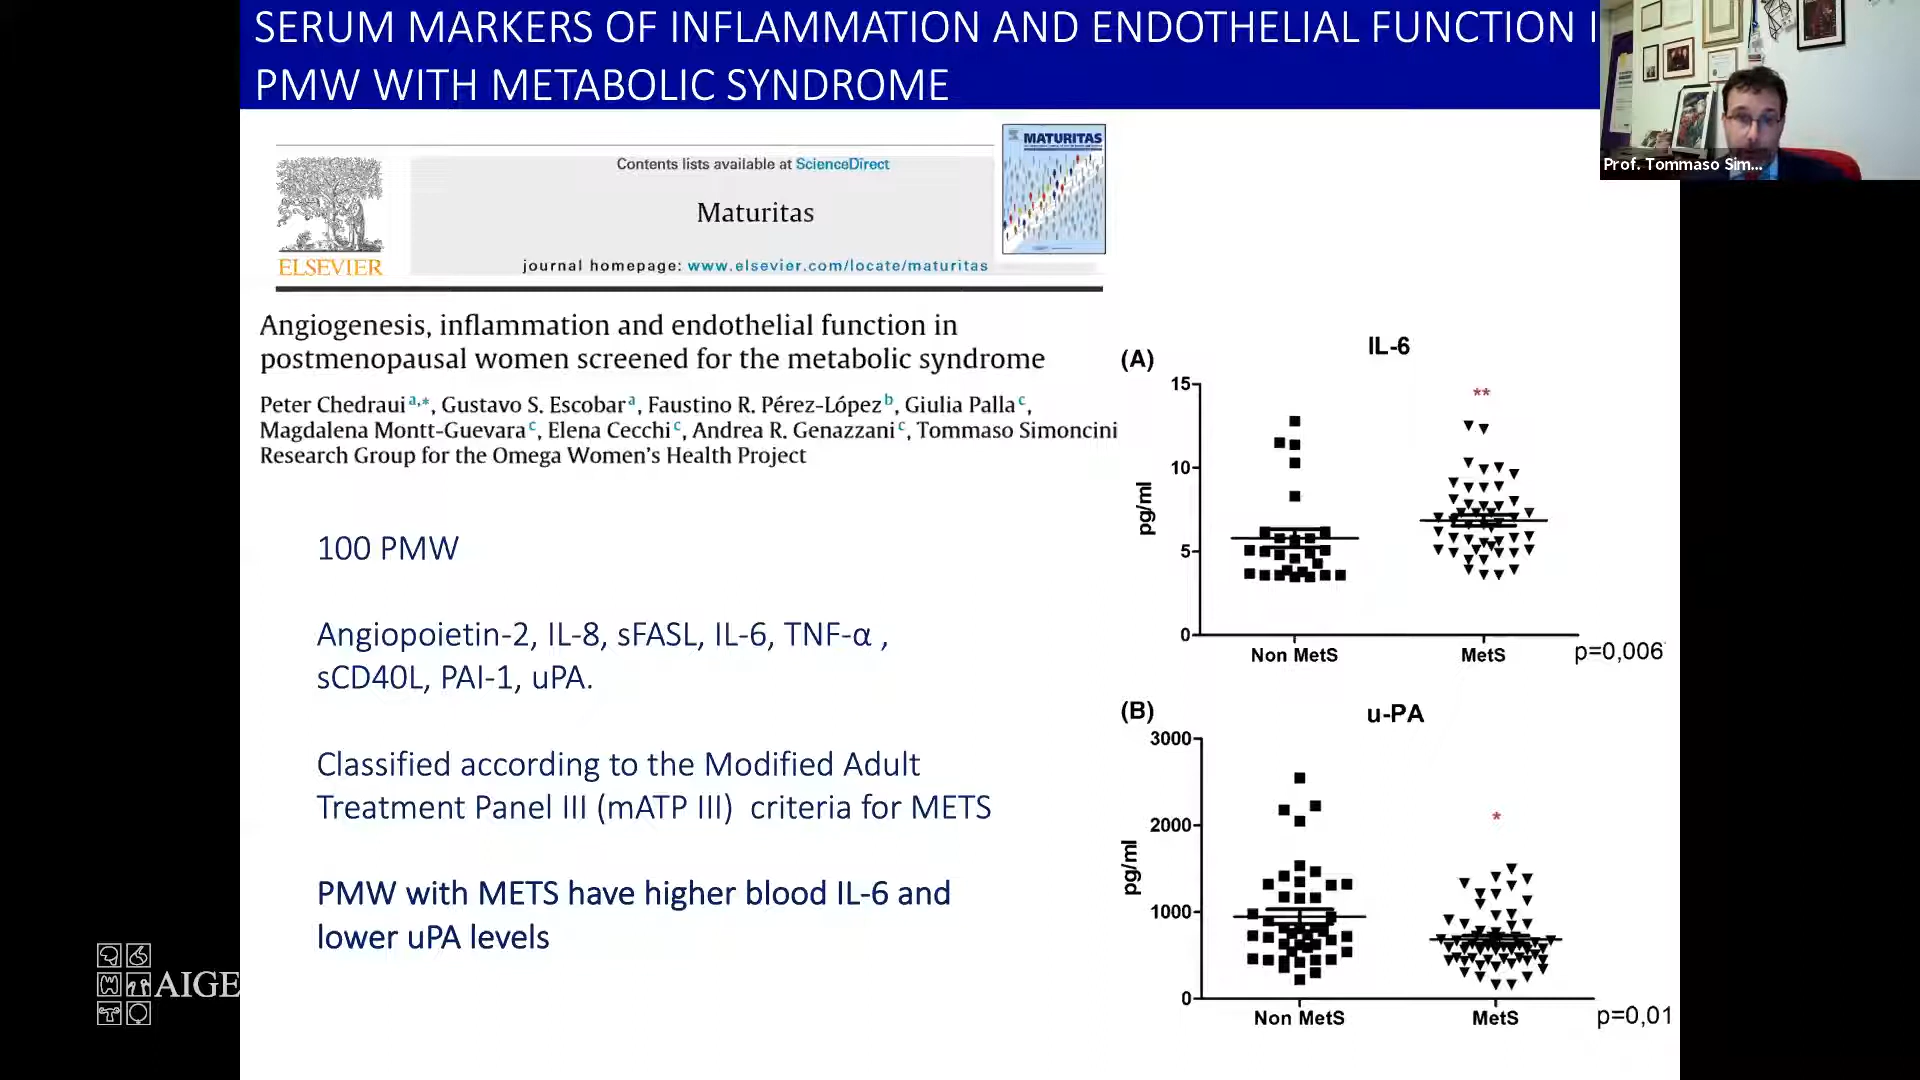 SERUM MARKERS OF INFLAMMATION AND ENDOTHELIAL FUNCTION I
PMW WITH METABOLIC SYNDROME
Prof. Tommaso Sim...
Contents lists available at ScienceDirect
Maturitas
journal homepage: www.elsevier.com/locate/maturitas
ELSEVIER
MATURITAS
Angiogenesis, inflammation and endothelial function in
postmenopausal women screened for the metabolic syndrome
Peter Chedraui a,*, Gustavo S. Escobar a, Faustino R. Pérez-López b, Giulia Palla c,
Magdalena Montt-Guevara c, Elena Cecchi c, Andrea R. Genazzani c, Tommaso Simoncini
Research Group for the Omega Women's Health Project
100 PMW
Angiopoietin-2, IL-8, sFASL, IL-6, TNF-α ,
sCD40L, PAI-1, uPA.
Classified according to the Modified Adult
Treatment Panel III (mATP III) criteria for METS
PMW with METS have higher blood IL-6 and
lower uPA levels
(A)
IL-6
**
15
10
5
0
pg/ml
Non MetS
MetS
p=0,006
(B)
u-PA
*
3000
2000
1000
0
pg/ml
Non MetS
MetS
p=0,01
AIGE